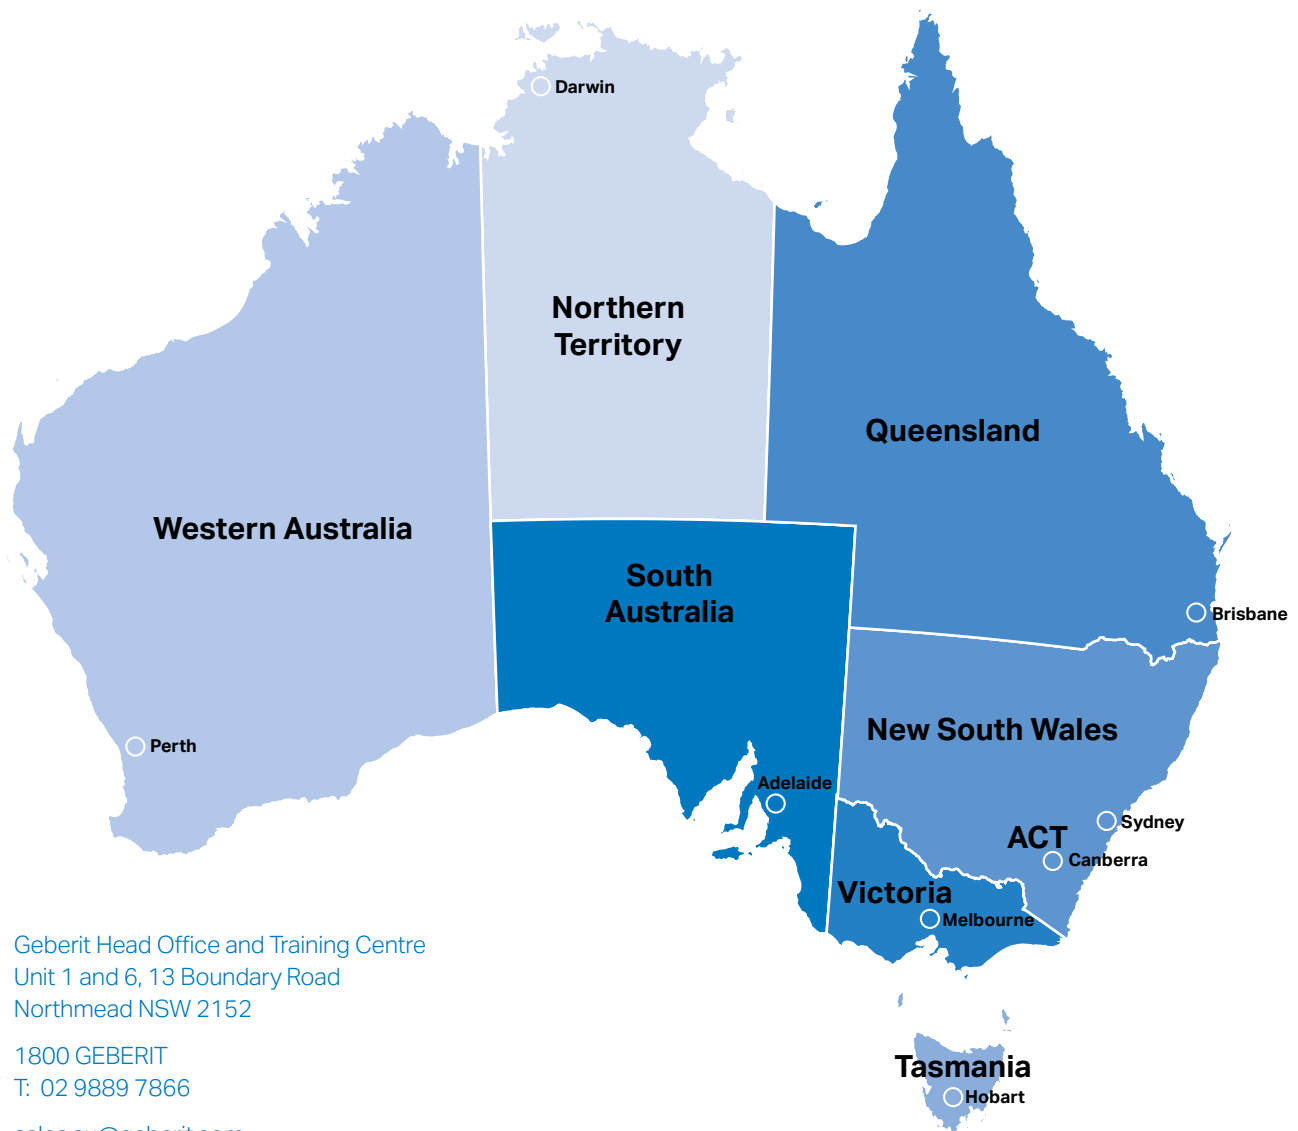 Darwin
Northern
Territory
Queensland
Western Australia
South
Australia
Brisbane
New South Wales
Perth
Adelaide
Sydney
ACT
Canberra
Victoria
Melbourne
Geberit Head Office and Training Centre
Unit 1 and 6, 13 Boundary Road
Northmead NSW 2152
1800 GEBERIT
T: 02 9889 7866
Tasmania
Hobart